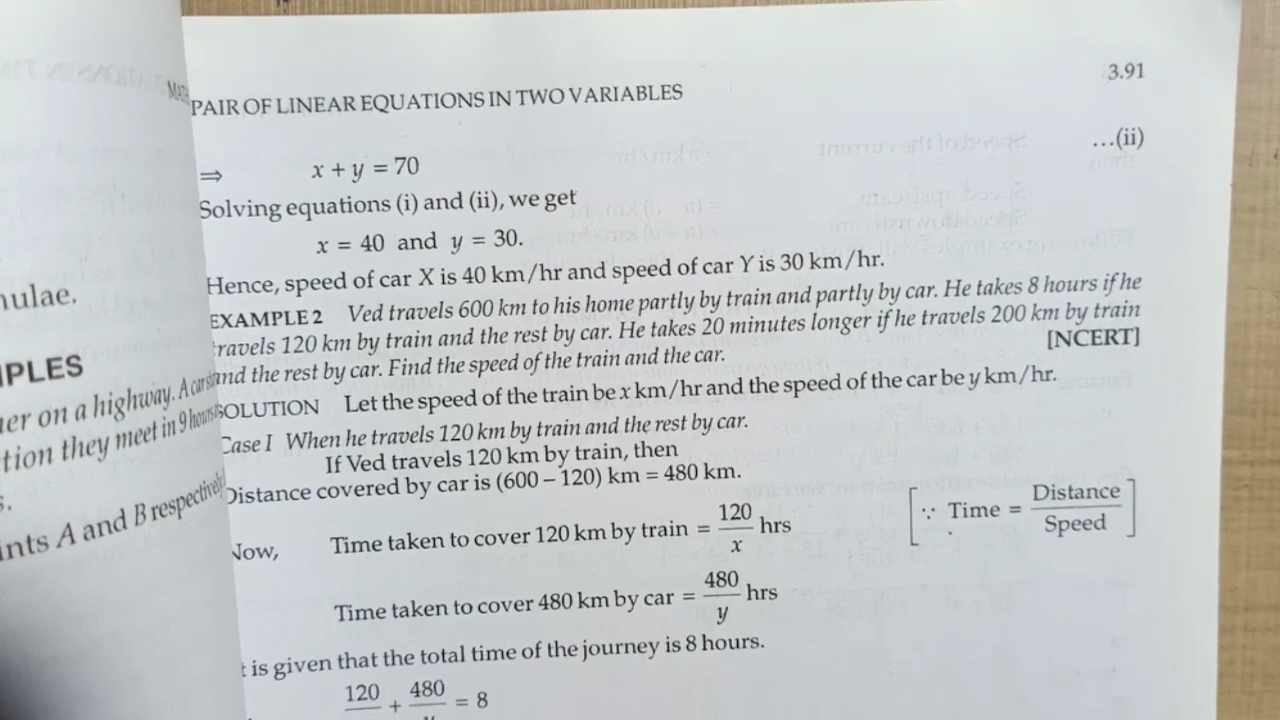 PAIR OF LINEAR EQUATIONS IN TWO VARIABLES
3.91
⇒ x + y = 70 ...(ii)
Solving equations (i) and (ii), we get
x = 40 and y = 30.
Hence, speed of car X is 40 km/hr and speed of car Y is 30 km/hr.
EXAMPLE 2 Ved travels 600 km to his home partly by train and partly by car. He takes 8 hours if he
travels 120 km by train and the rest by car. He takes 20 minutes longer if he travels 200 km by train
and the rest by car. Find the speed of the train and the car. [NCERT]
SOLUTION Let the speed of the train be x km/hr and the speed of the car be y km/hr.
Case I When he travels 120 km by train and the rest by car.
If Ved travels 120 km by train, then
Distance covered by car is (600 – 120) km = 480 km.
Now, Time taken to cover 120 km by train = 120/x hrs [∵ Time = Distance/Speed]
Time taken to cover 480 km by car = 480/y hrs
t is given that the total time of the journey is 8 hours.
120 + 480/y = 8
nulae.
IPLES
er on a highway. A car
tion they meet in 9 hours
s.
ints A and B respectively